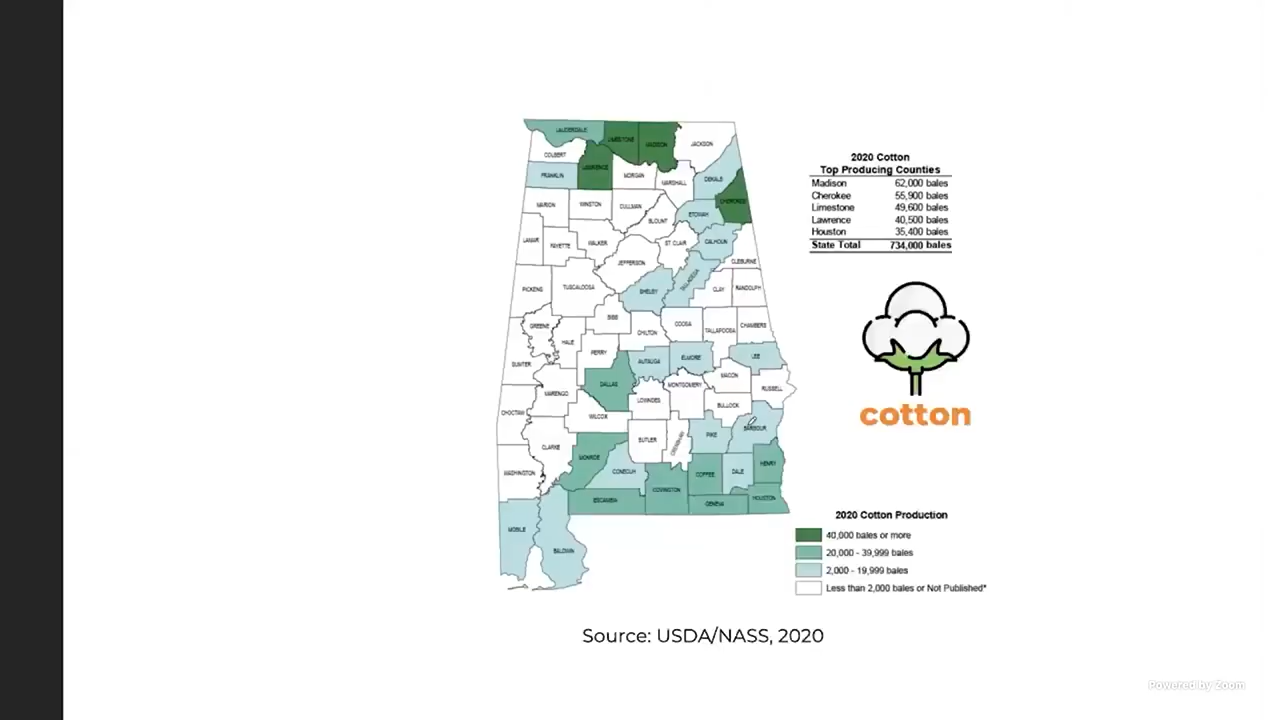 LAUDERDALE
LIMESTONE
MADISON
JACKSON
COLBERT
LAWRENCE
FRANKLIN
MORGAN
MARSHALL
DEKALB
CHEROKEE
MARION
WINSTON
CULLMAN
BLOUNT
ETOWAH
LAMAR
FAYETTE
WALKER
ST CLAIR
CALHOUN
CLEBURNE
JEFFERSON
PICKENS
TUSCALOOSA
SHELBY
TALLADEGA
CLAY
RANDOLPH
BIBB
GREENE
HALE
CHILTON
COOSA
TALLAPOOSA
CHAMBERS
PERRY
SUMTER
AUTAUGA
ELMORE
LEE
DALLAS
MACON
MONTGOMERY
RUSSELL
MARENGO
LOWNDES
BULLOCK
CHOCTAW
WILCOX
BARBOUR
PIKE
CLARKE
BUTLER
CRENSHAW
MONROE
CONECUH
WASHINGTON
COFFEE
DALE
HENRY
COVINGTON
ESCAMBIA
GENEVA
HOUSTON
MOBILE
BALDWIN
2020 Cotton
Top Producing Counties
Madison 62,000 bales
Cherokee 55,900 bales
Limestone 49,600 bales
Lawrence 40,500 bales
Houston 35,400 bales
State Total 734,000 bales
cotton
2020 Cotton Production
40,000 bales or more
20,000 - 39,999 bales
2,000 - 19,999 bales
Less than 2,000 bales or Not Published*
Source: USDA/NASS, 2020
Powered by Zoom